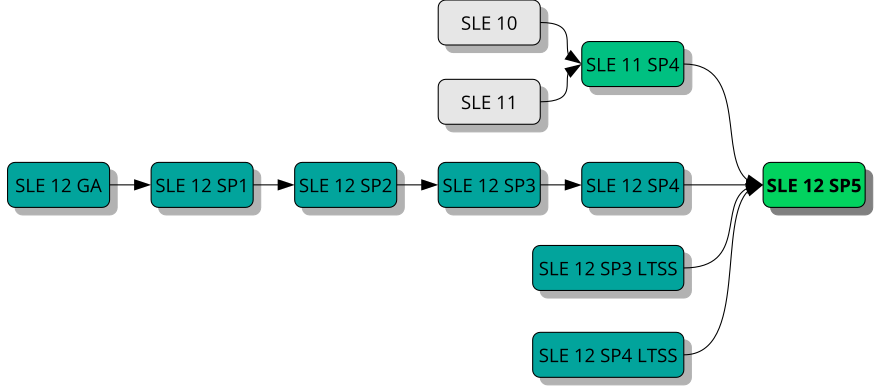 SLE 10
SLE 11 SP4
SLE 11
SLE 12 GA
SLE 12 SP1
SLE 12 SP2
SLE 12 SP3
SLE 12 SP4
SLE 12 SP5
SLE 12 SP3 LTSS
SLE 12 SP4 LTSS